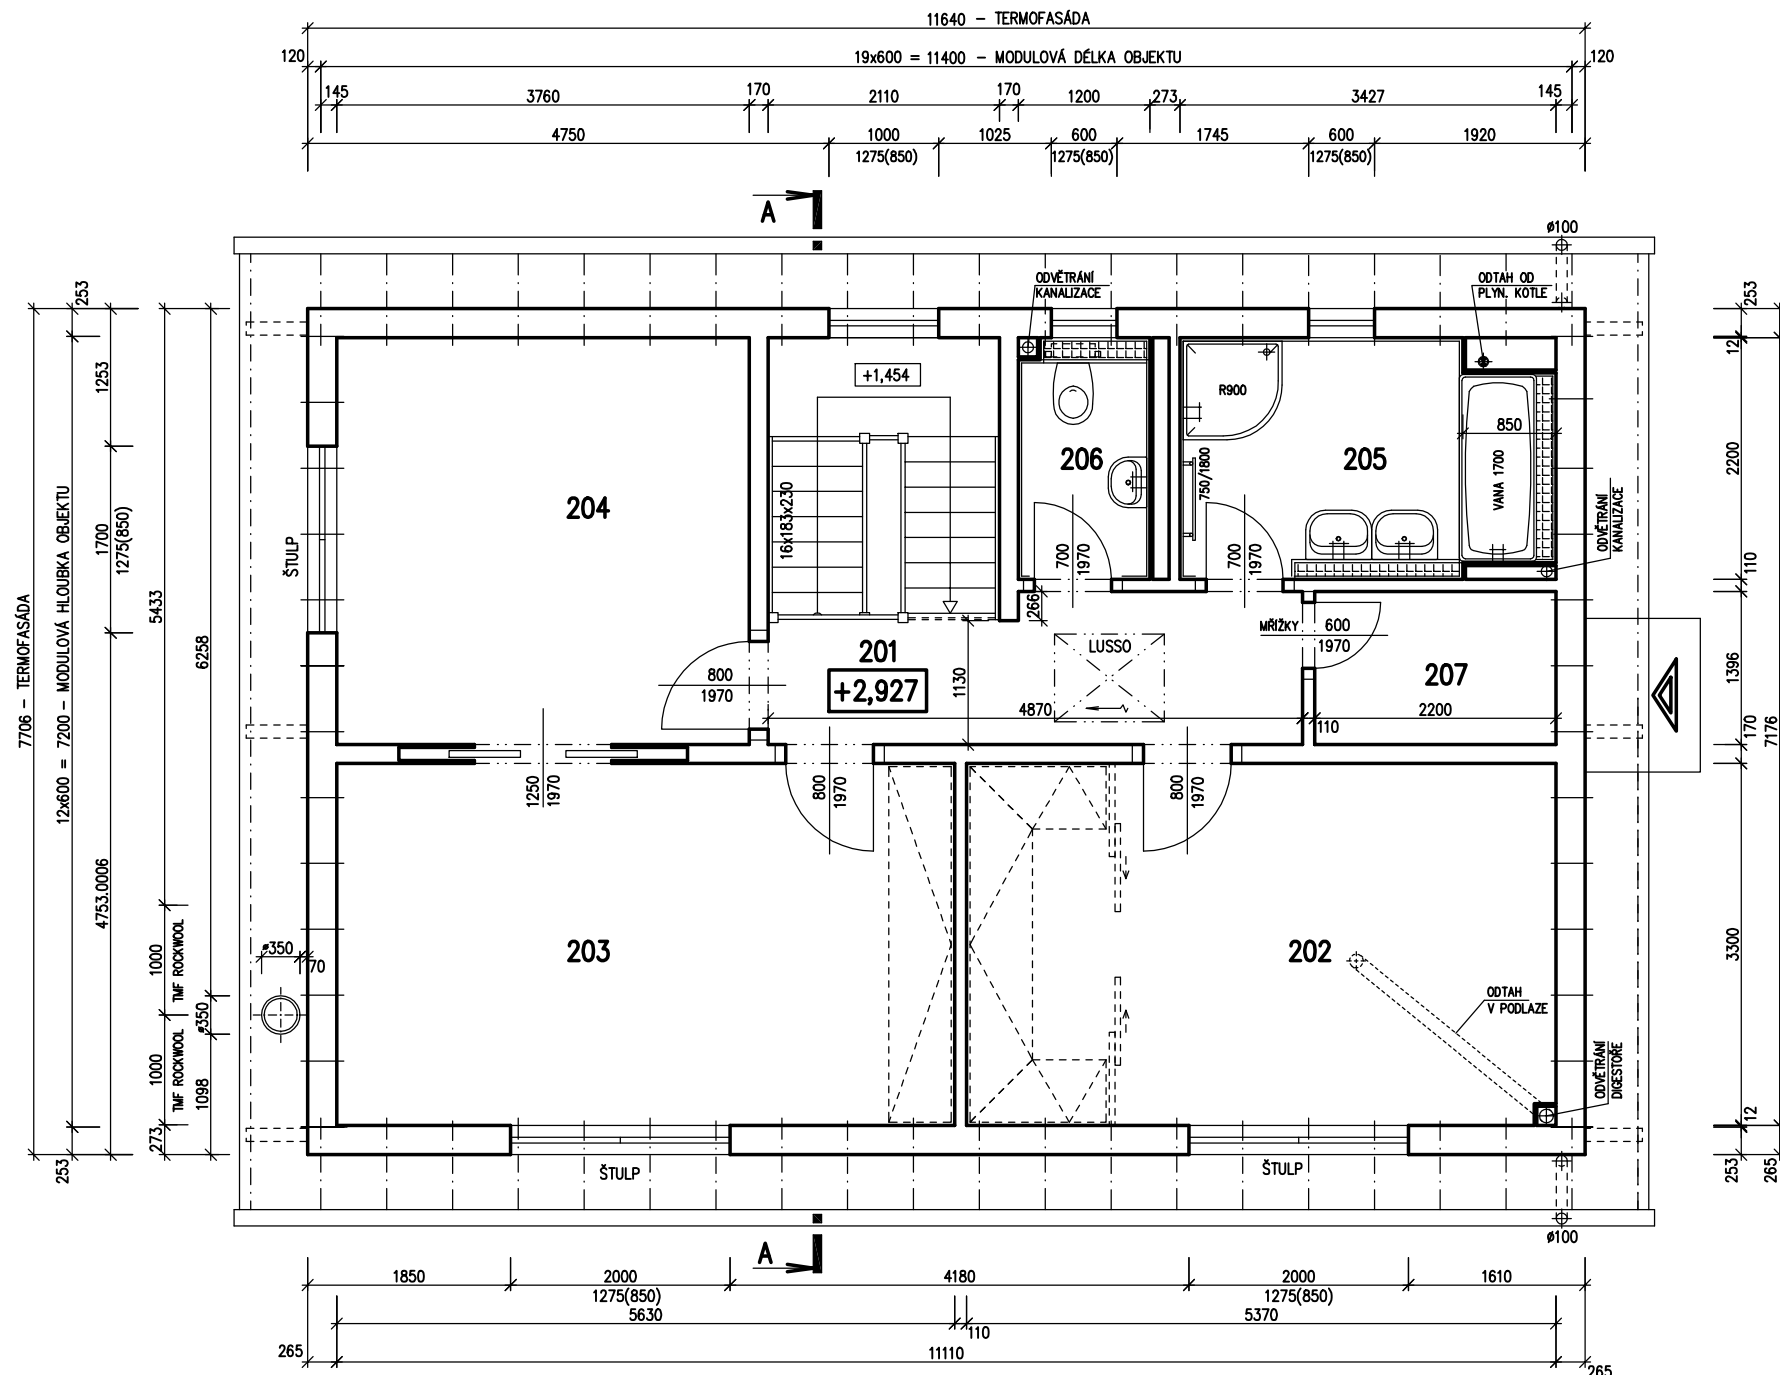 11640 – TERMOFASÁDA
120
19x600 = 11400 – MODULOVÁ DÉLKA OBJEKTU
120
145
3760
170
2110
170
1200
273
3427
145
4750
1000
1275(850)
1025
600
1275(850)
1745
600
1275(850)
1920
A
ø100
ODVĚTRÁNÍ
KANALIZACE
ODTAH OD
PLYN. KOTLE
253
253
7706 – TERMOFASÁDA
12x600 = 7200 – MODULOVÁ HLOUBKA OBJEKTU
1253
1700
1275(850)
4753.0006
5433
6258
ŠTULP
+1,454
R900
850
12
204
16x183x230
206
205
750/1800
VANA 1700
2200
ODVĚTRÁNÍ
KANALIZACE
700
1970
700
1970
110
266
MŘÍŽKY
600
1970
201
+2,927
LUSSO
1130
207
1396
800
1970
4870
110
2200
170
7176
1250
1970
800
1970
800
1970
203
202
3300
ø350
70
1000
TMF ROCKWOOL
ø350
1000
TMF ROCKWOOL
1098
273
253
ODTAH
V PODLAZE
ODVĚTRÁNÍ
DIGESTOŘE
12
253
265
ŠTULP
ŠTULP
A
ø100
1850
2000
1275(850)
4180
2000
1275(850)
1610
5630
110
5370
265
11110
265